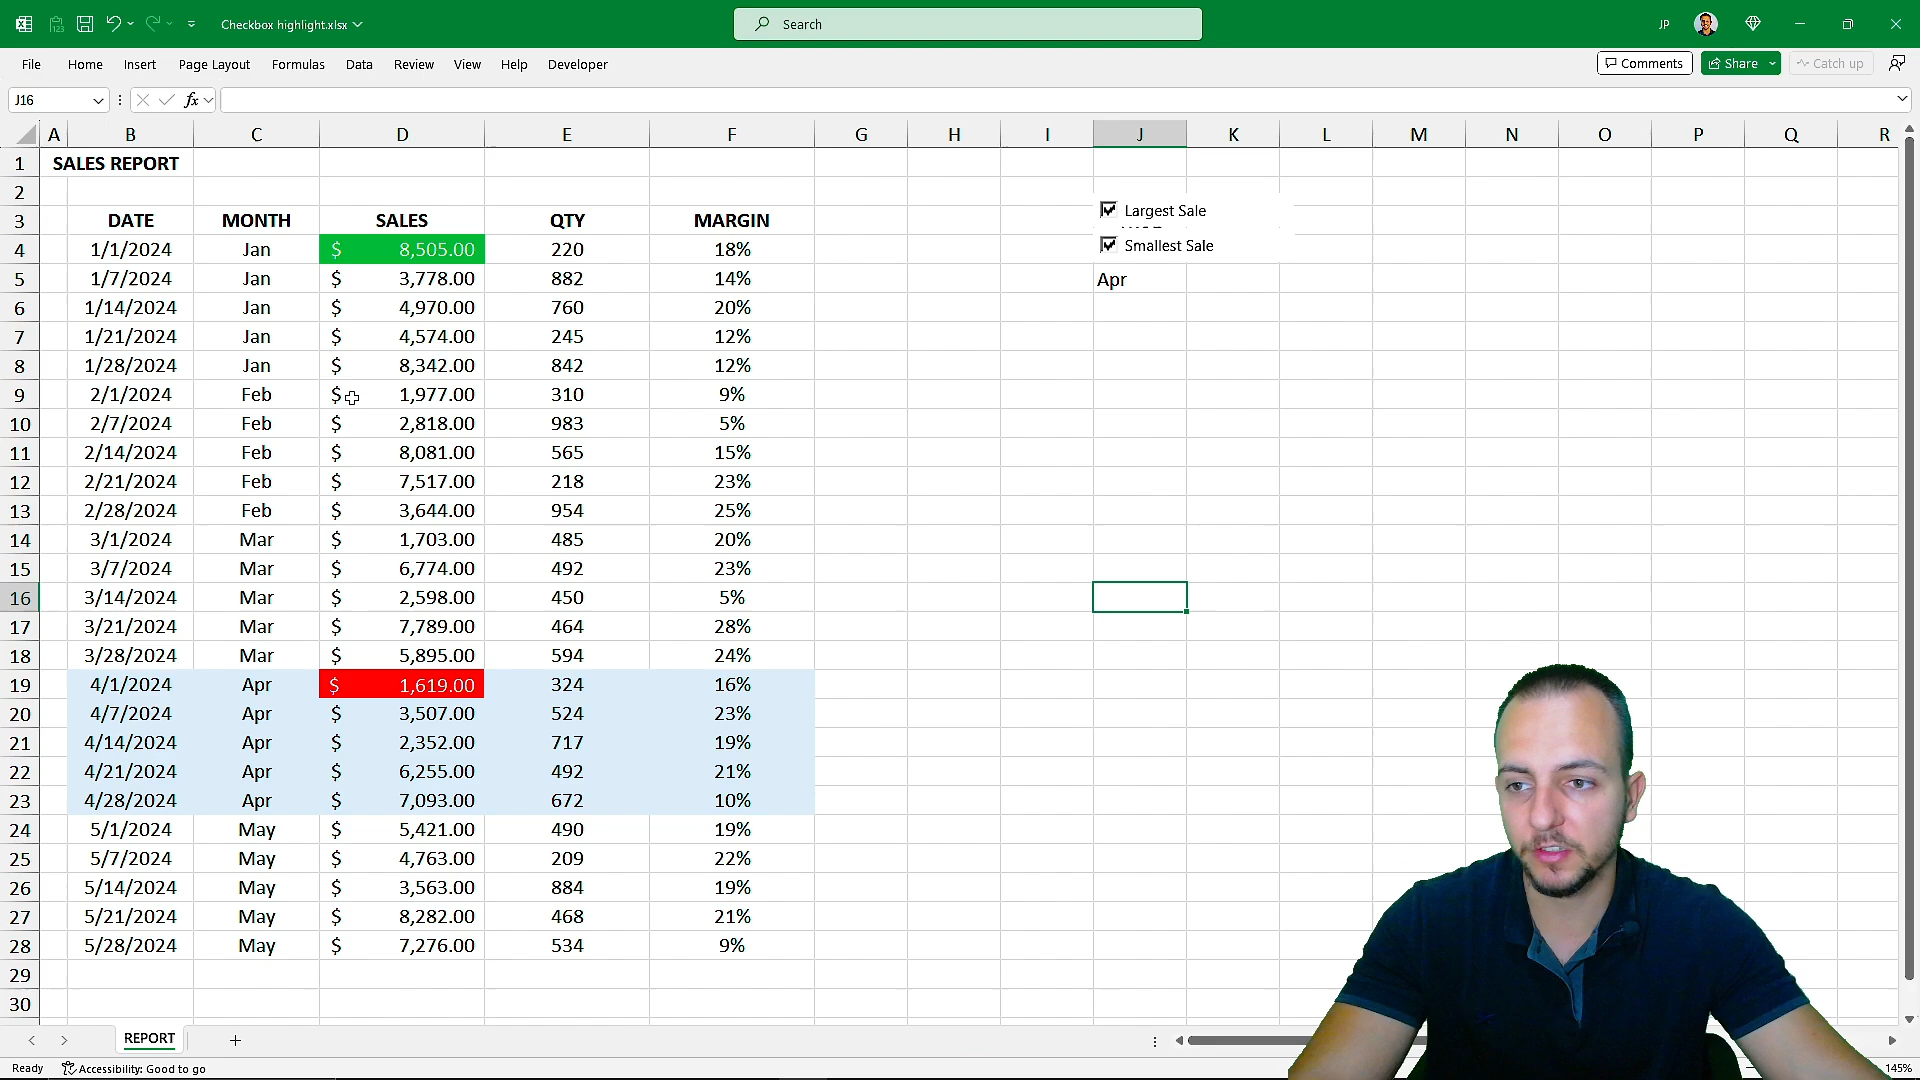 Checkbox highlight.xlsx
Search
JP
File Home Insert Page Layout Formulas Data Review View Help Developer
Comments Share Catch up
J16 fx
A B C D E F G H I J K L M N O P Q R
1 SALES REPORT
2
3 DATE MONTH SALES QTY MARGIN Largest Sale
4 1/1/2024 Jan $ 8,505.00 220 18% Smallest Sale
5 1/7/2024 Jan $ 3,778.00 882 14% Apr
6 1/14/2024 Jan $ 4,970.00 760 20%
7 1/21/2024 Jan $ 4,574.00 245 12%
8 1/28/2024 Jan $ 8,342.00 842 12%
9 2/1/2024 Feb $ 1,977.00 310 9%
10 2/7/2024 Feb $ 2,818.00 983 5%
11 2/14/2024 Feb $ 8,081.00 565 15%
12 2/21/2024 Feb $ 7,517.00 218 23%
13 2/28/2024 Feb $ 3,644.00 954 25%
14 3/1/2024 Mar $ 1,703.00 485 20%
15 3/7/2024 Mar $ 6,774.00 492 23%
16 3/14/2024 Mar $ 2,598.00 450 5%
17 3/21/2024 Mar $ 7,789.00 464 28%
18 3/28/2024 Mar $ 5,895.00 594 24%
19 4/1/2024 Apr $ 1,619.00 324 16%
20 4/7/2024 Apr $ 3,507.00 524 23%
21 4/14/2024 Apr $ 2,352.00 717 19%
22 4/21/2024 Apr $ 6,255.00 492 21%
23 4/28/2024 Apr $ 7,093.00 672 10%
24 5/1/2024 May $ 5,421.00 490 19%
25 5/7/2024 May $ 4,763.00 209 22%
26 5/14/2024 May $ 3,563.00 884 19%
27 5/21/2024 May $ 8,282.00 468 21%
28 5/28/2024 May $ 7,276.00 534 9%
29
30
REPORT
Ready Accessibility: Good to go 145%